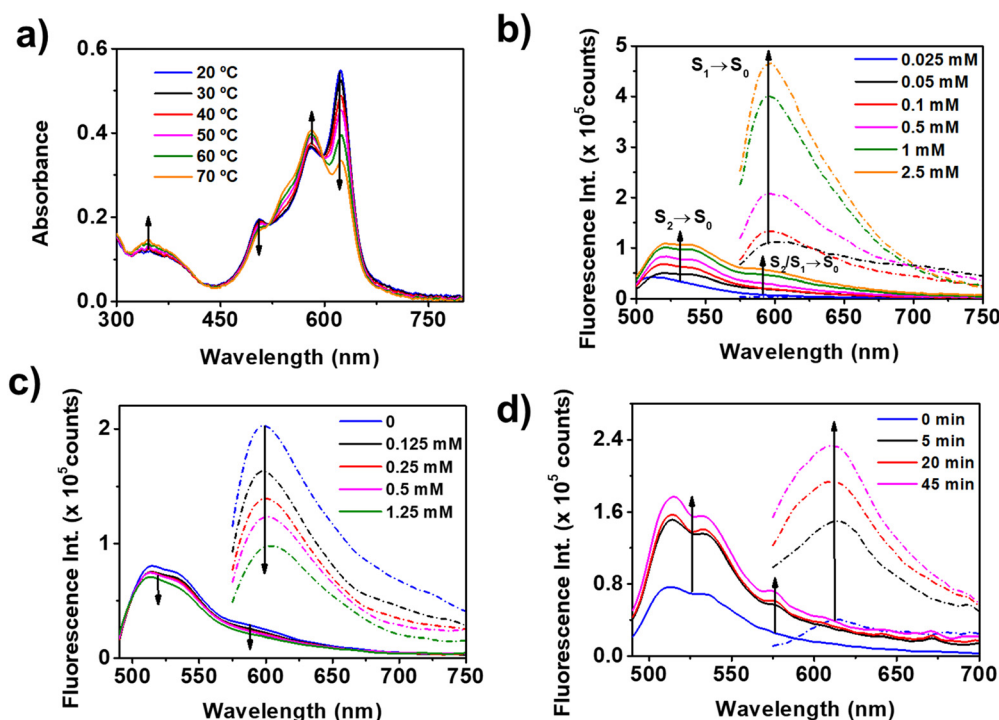 a)
Absorbance
0.6
0.4
0.2
0.0
20 ºC
30 ºC
40 ºC
50 ºC
60 ºC
70 ºC
300
450
600
750
Wavelength (nm)
b)
Fluorescence Int. (x 10⁵counts)
5
4
3
2
1
0
S₁→S₀
S₂→S₀
S₂/S₁→S₀
0.025 mM
0.05 mM
0.1 mM
0.5 mM
1 mM
2.5 mM
500
550
600
650
700
750
Wavelength (nm)
c)
Fluorescence Int. (x 10⁵counts)
2
1
0
0
0.125 mM
0.25 mM
0.5 mM
1.25 mM
500
550
600
650
700
750
Wavelength (nm)
d)
Fluorescence Int. (x 10⁵ counts)
2.4
1.6
0.8
0.0
0 min
5 min
20 min
45 min
500
550
600
650
700
Wavelength (nm)